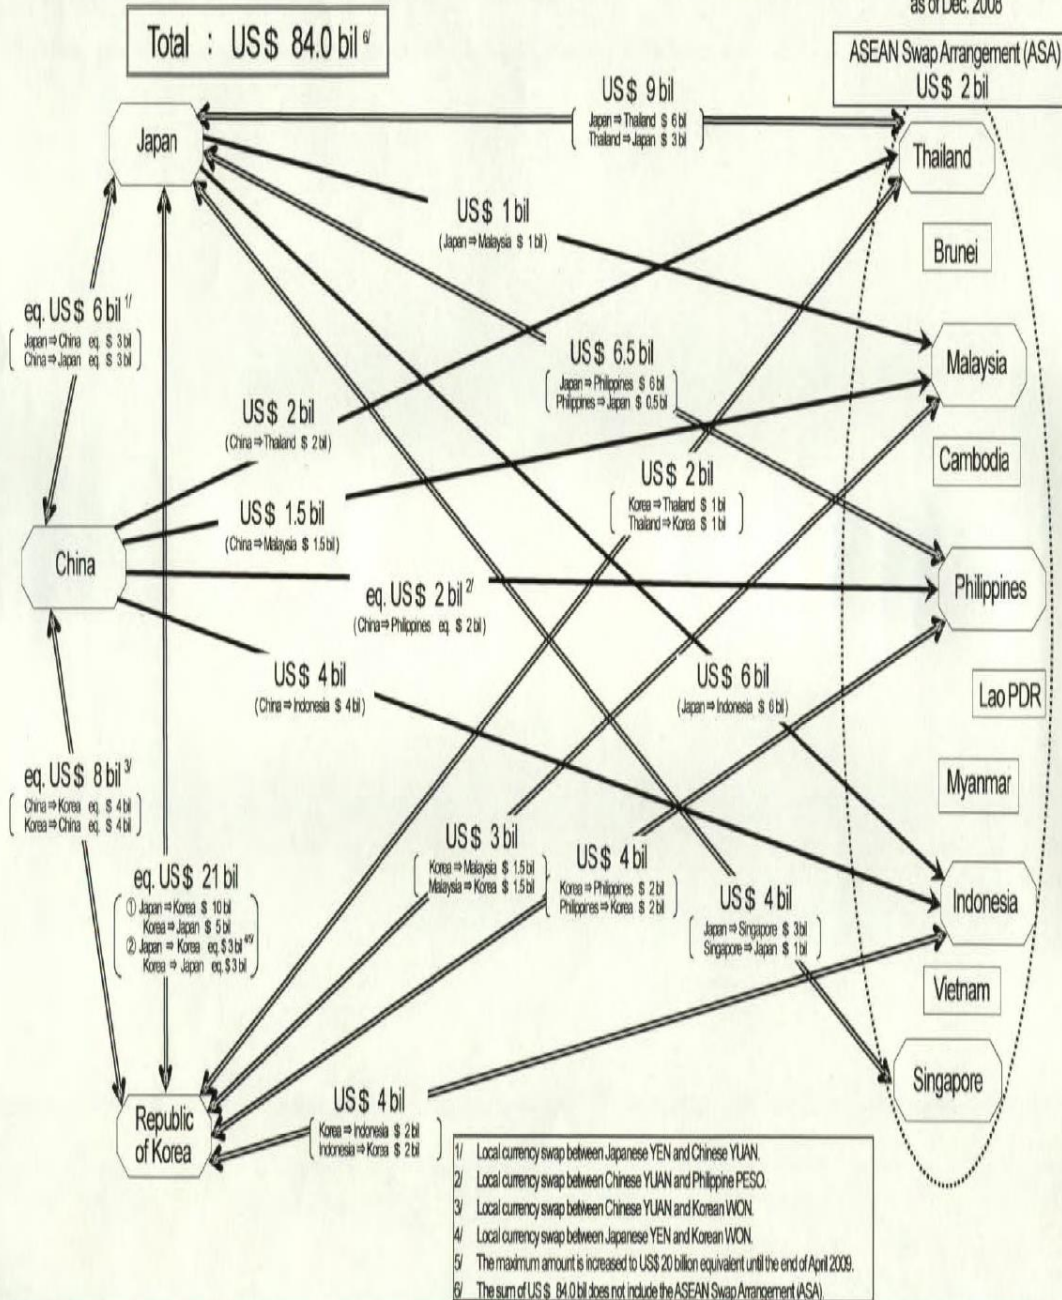 as of Dec. 2008
Total : US$ 84.0 bil 6/
ASEAN Swap Arrangement (ASA)
US$ 2 bil
Japan
US$ 9 bil
Japan⇒Thailand $ 6 bil
Thailand⇒Japan $ 3 bil
Thailand
US$ 1 bil
(Japan⇒Malaysia $ 1 bil)
Brunei
eq. US$ 6 bil 1/
Japan⇒China eq. $ 3 bil
China⇒Japan eq. $ 3 bil
US$ 6.5 bil
Japan⇒Philippines $ 6 bil
Philippines⇒Japan $ 0.5 bil
Malaysia
US$ 2 bil
(China⇒Thailand $ 2 bil)
Cambodia
US$ 2 bil
Korea⇒Thailand $ 1 bil
Thailand⇒Korea $ 1 bil
US$ 1.5 bil
(China⇒Malaysia $ 1.5 bil)
China
eq. US$ 2 bil 2/
(China⇒Philippines eq. $ 2 bil)
Philippines
US$ 4 bil
(China⇒Indonesia $ 4 bil)
US$ 6 bil
(Japan⇒Indonesia $ 6 bil)
Lao PDR
eq. US$ 8 bil 3/
China⇒Korea eq. $ 4 bil
Korea⇒China eq. $ 4 bil
Myanmar
US$ 3 bil
Korea⇒Malaysia $ 1.5 bil
Malaysia⇒Korea $ 1.5 bil
US$ 4 bil
Korea⇒Philippines $ 2 bil
Philippines⇒Korea $ 2 bil
eq. US$ 21 bil
① Japan⇒Korea $ 10 bil
Korea⇒Japan $ 5 bil
② Japan⇒Korea eq. $ 3 bil 4/5/
Korea⇒Japan eq. $ 3 bil
US$ 4 bil
Japan⇒Singapore $ 3 bil
Singapore⇒Japan $ 1 bil
Indonesia
Vietnam
Singapore
Republic
of Korea
US$ 4 bil
Korea⇒Indonesia $ 2 bil
Indonesia⇒Korea $ 2 bil
1/ Local currency swap between Japanese YEN and Chinese YUAN.
2/ Local currency swap between Chinese YUAN and Philippine PESO.
3/ Local currency swap between Chinese YUAN and Korean WON.
4/ Local currency swap between Japanese YEN and Korean WON.
5/ The maximum amount is increased to US$ 20 billion equivalent until the end of April 2009.
6/ The sum of US$ 84.0 bil does not include the ASEAN Swap Arrangement (ASA).